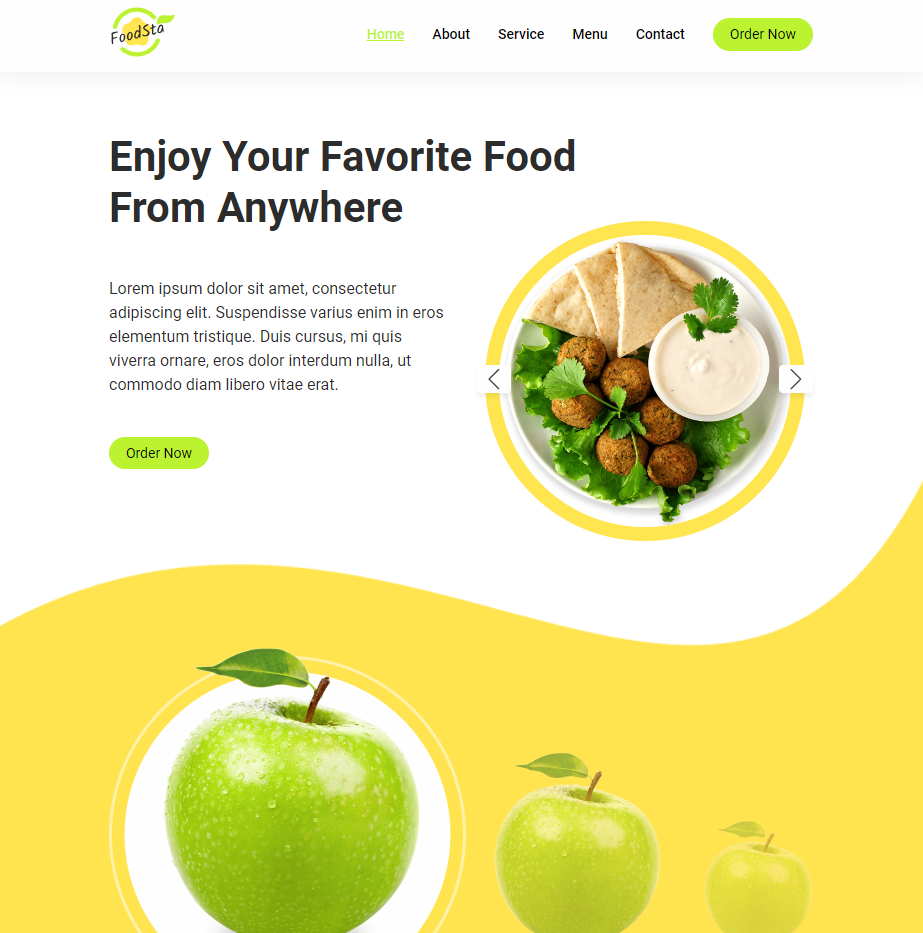 FoodSta
Home About Service Menu Contact Order Now
Enjoy Your Favorite Food
From Anywhere
Lorem ipsum dolor sit amet, consectetur
adipiscing elit. Suspendisse varius enim in eros
elementum tristique. Duis cursus, mi quis
viverra ornare, eros dolor interdum nulla, ut
commodo diam libero vitae erat.
Order Now